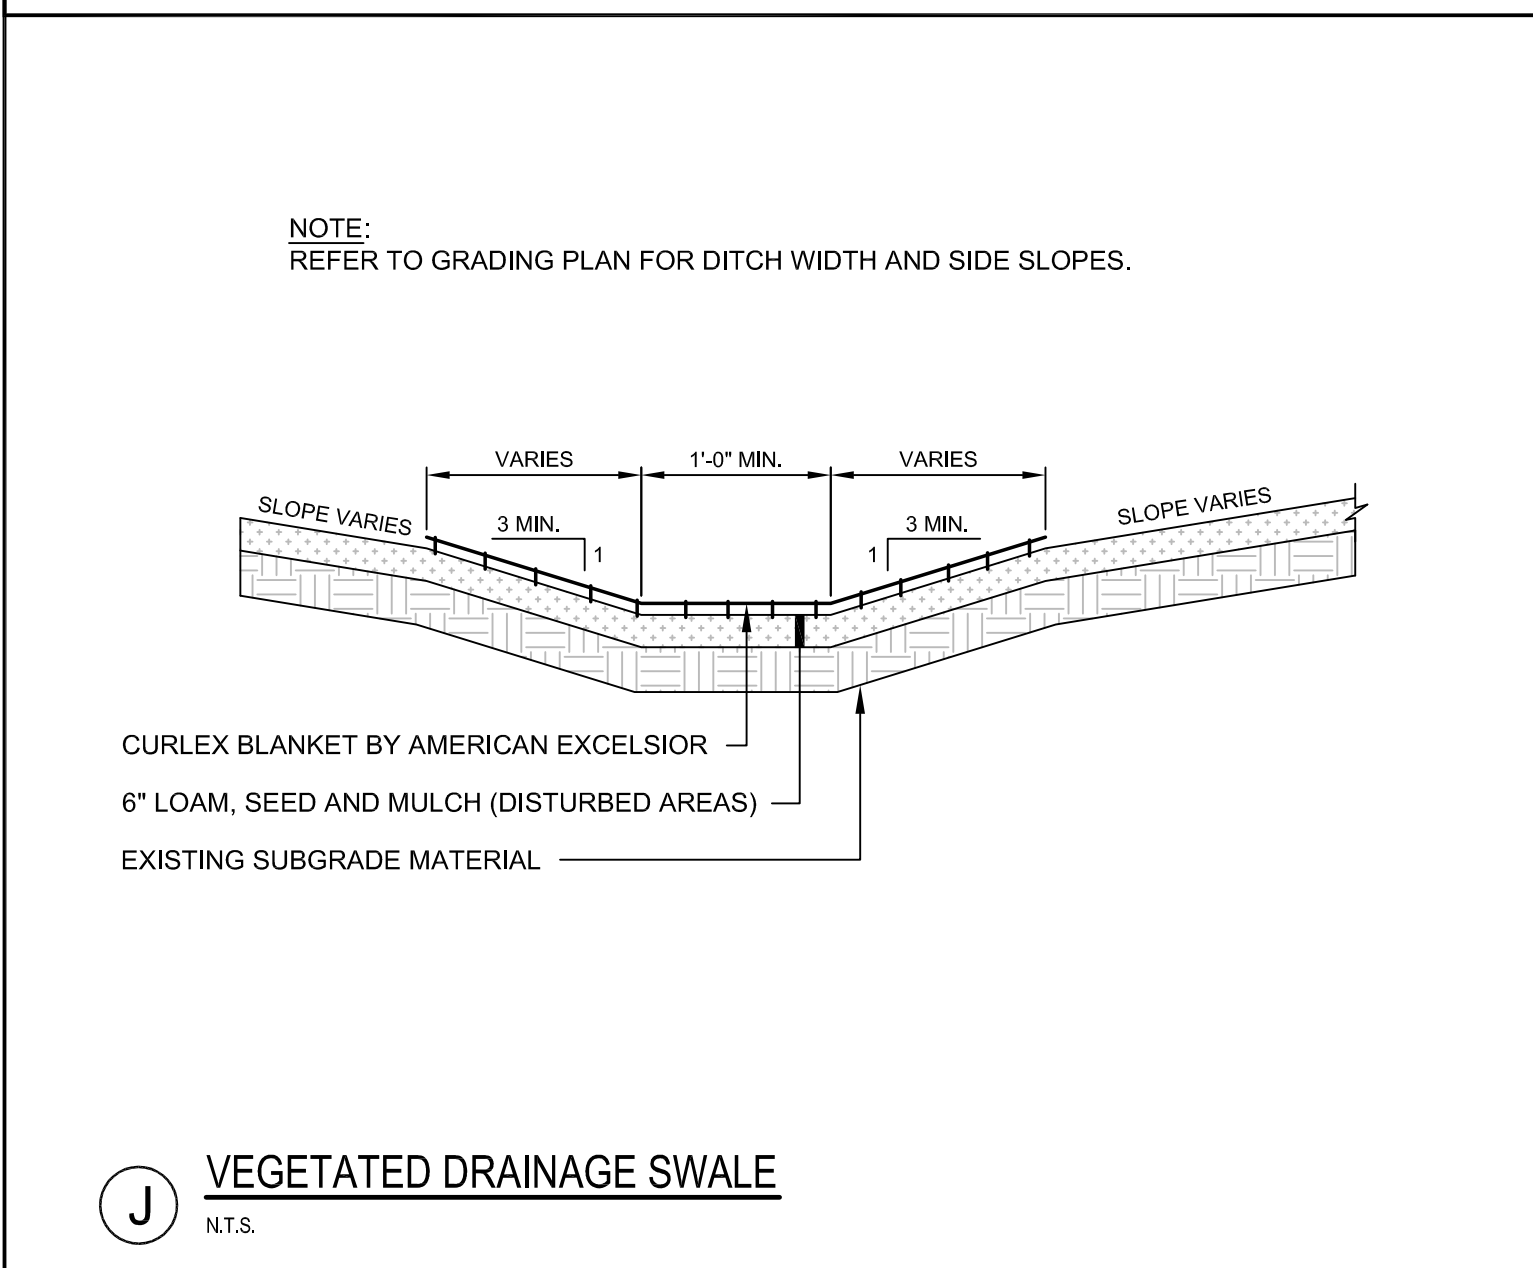 NOTE:
REFER TO GRADING PLAN FOR DITCH WIDTH AND SIDE SLOPES.
VARIES
1'-0" MIN.
VARIES
SLOPE VARIES
3 MIN.
1
3 MIN.
1
SLOPE VARIES
CURLEX BLANKET BY AMERICAN EXCELSIOR
6" LOAM, SEED AND MULCH (DISTURBED AREAS)
EXISTING SUBGRADE MATERIAL
J
VEGETATED DRAINAGE SWALE
N.T.S.